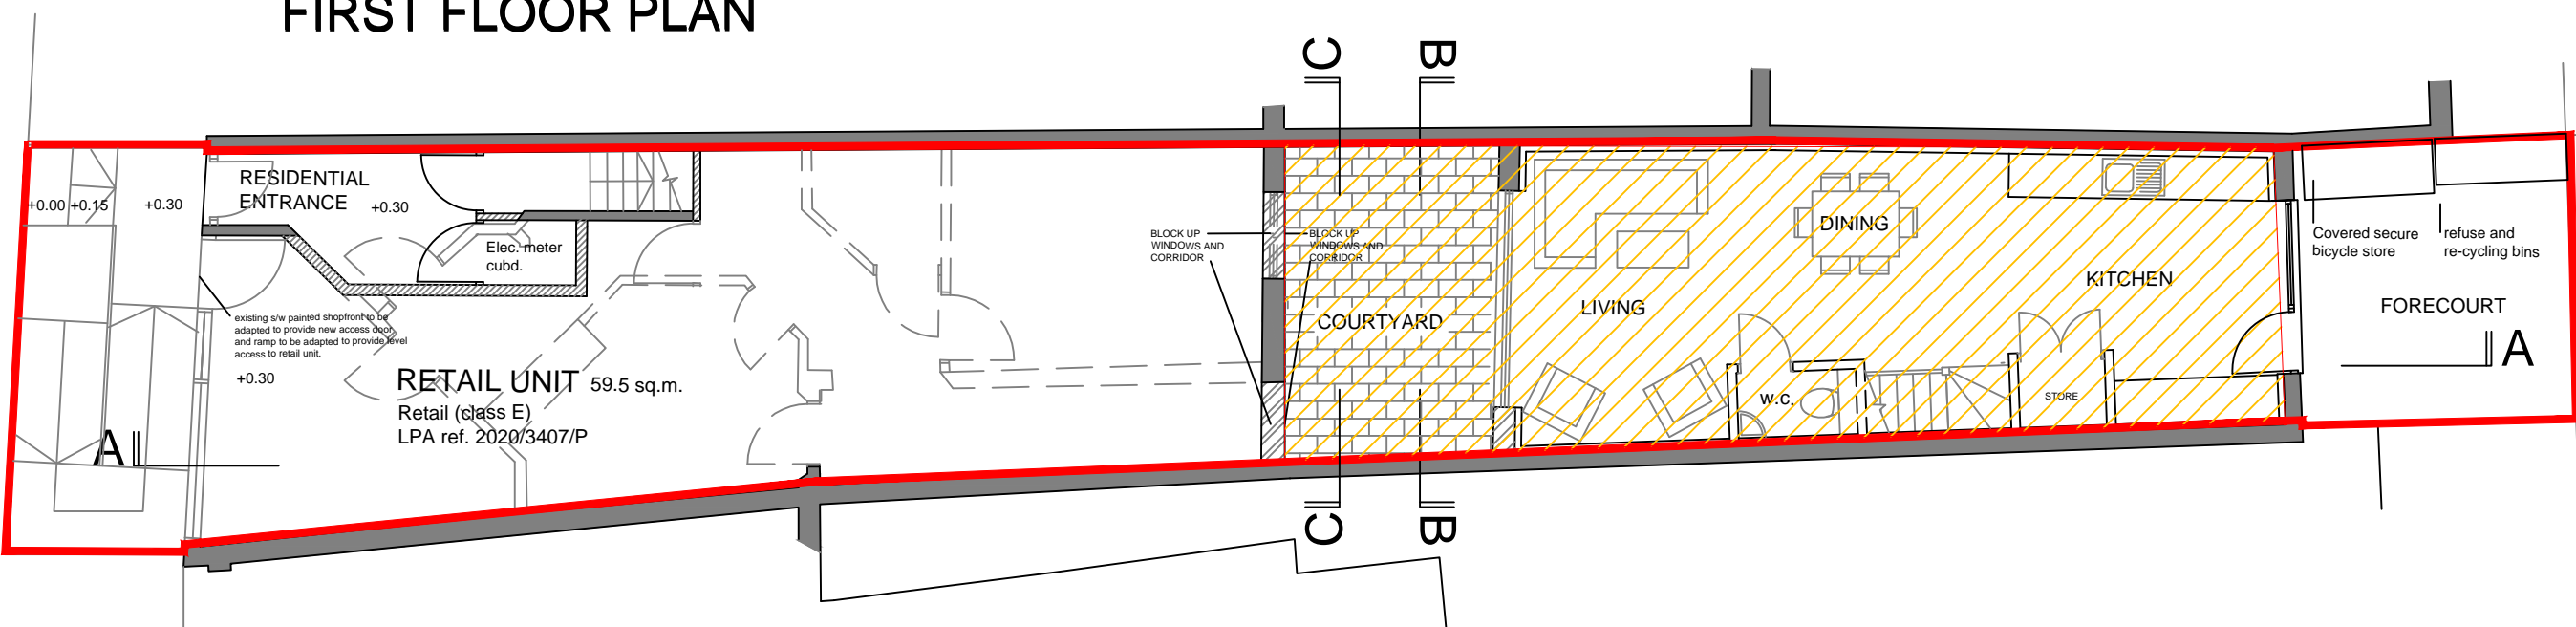 FIRST FLOOR PLAN
C
B
RESIDENTIAL
ENTRANCE
+0.00
+0.15
+0.30
+0.30
Elec. meter
cubd.
BLOCK UP
WINDOWS AND
CORRIDOR
BLOCK UP
WINDOWS AND
CORRIDOR
existing s/w painted shopfront to be
adapted to provide new access door
and ramp to be adapted to provide level
access to retail unit.
+0.30
RETAIL UNIT 59.5 sq.m.
Retail (class E)
LPA ref. 2020/3407/P
A
COURTYARD
LIVING
DINING
KITCHEN
w.c.
STORE
Covered secure
bicycle store
refuse and
re-cycling bins
FORECOURT
A
C
B